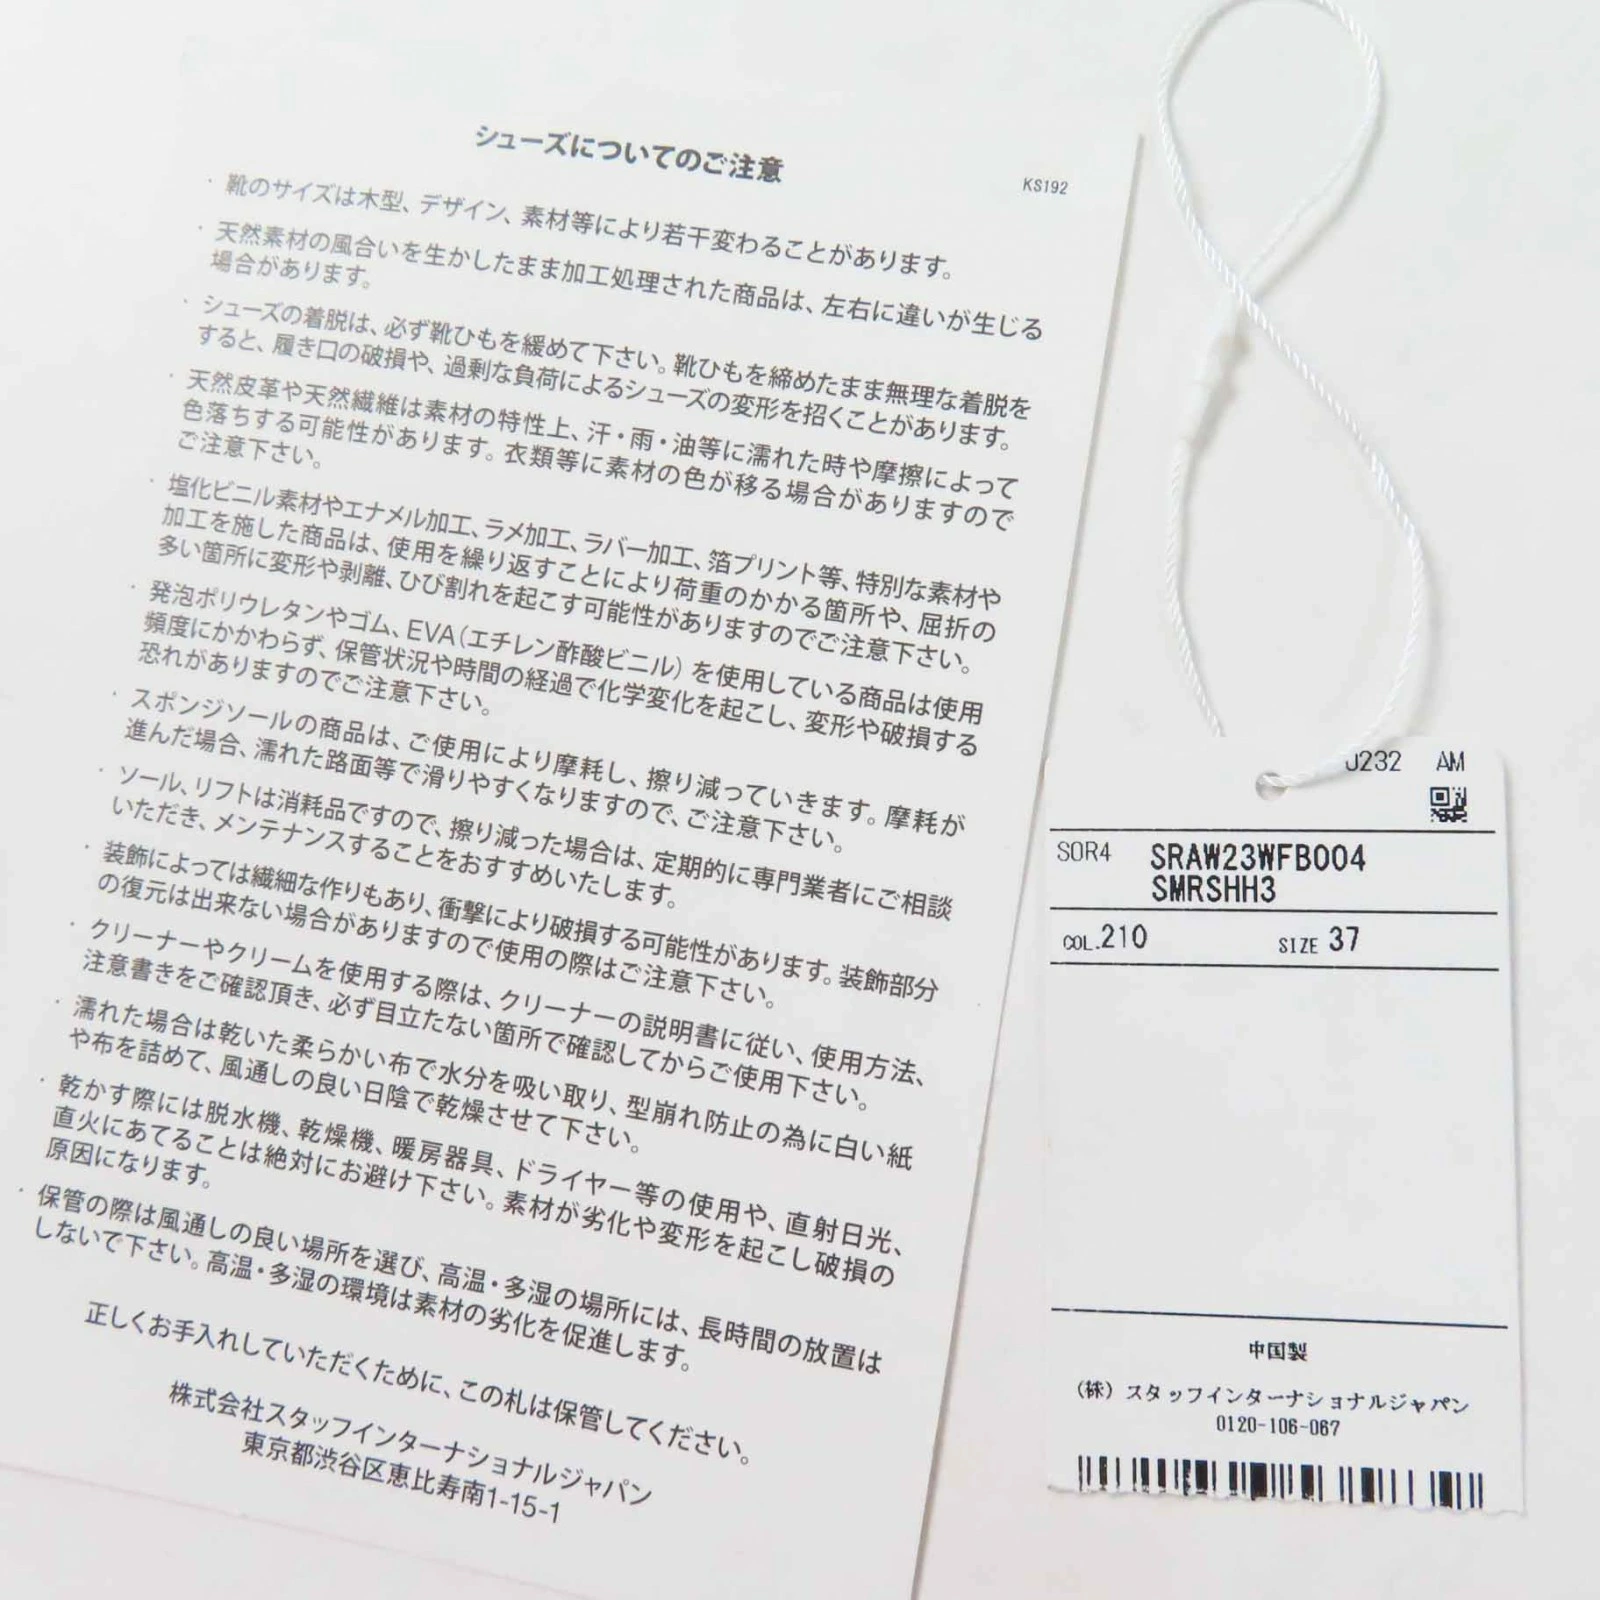 シューズについてのご注意
KS192
・靴のサイズは木型、デザイン、素材等により若干変わることがあります。
・天然素材の風合いを生かしたまま加工処理された商品は、左右に違いが生じる
場合があります。
・シューズの着脱は、必ず靴ひもを緩めて下さい。靴ひもを締めたまま無理な着脱を
すると、履き口の破損や、過剰な負荷によるシューズの変形を招くことがあります。
・天然皮革や天然繊維は素材の特性上、汗・雨・油等に濡れた時や摩擦によって
色落ちする可能性があります。衣類等に素材の色が移る場合がありますので
ご注意下さい。
・塩化ビニル素材やエナメル加工、ラメ加工、ラバー加工、箔プリント等、特別な素材や
加工を施した商品は、使用を繰り返すことにより荷重のかかる箇所や、屈折の
多い箇所に変形や剥離、ひび割れを起こす可能性がありますのでご注意下さい。
・発泡ポリウレタンやゴム、EVA（エチレン酢酸ビニル）を使用している商品は使用
頻度にかかわらず、保管状況や時間の経過で化学変化を起こし、変形や破損する
恐れがありますのでご注意下さい。
・スポンジソールの商品は、ご使用により摩耗し、擦り減っていきます。摩耗が
進んだ場合、濡れた路面等で滑りやすくなりますので、ご注意下さい。
・ソール、リフトは消耗品ですので、擦り減った場合は、定期的に専門業者にご相談
いただき、メンテナンスすることをおすすめいたします。
・装飾によっては繊細な作りもあり、衝撃により破損する可能性があります。装飾部分
の復元は出来ない場合がありますので使用の際はご注意下さい。
・クリーナーやクリームを使用する際は、クリーナーの説明書に従い、使用方法、
注意書きをご確認頂き、必ず目立たない箇所で確認してからご使用下さい。
・濡れた場合は乾いた柔らかい布で水分を吸い取り、型崩れ防止の為に白い紙
や布を詰めて、風通しの良い日陰で乾燥させて下さい。
・乾かす際には脱水機、乾燥機、暖房器具、ドライヤー等の使用や、直射日光、
直火にあてることは絶対にお避け下さい。素材が劣化や変形を起こし破損の
原因になります。
・保管の際は風通しの良い場所を選び、高温・多湿の場所には、長時間の放置は
しないで下さい。高温・多湿の環境は素材の劣化を促進します。
正しくお手入れしていただくために、この札は保管してください。
株式会社スタッフインターナショナルジャパン
東京都渋谷区恵比寿南1-15-1
J232 AM
SOR4 SRAW23WFB004
SMRSHH3
COL.210 SIZE 37
中国製
（株）スタッフインターナショナルジャパン
0120-106-067